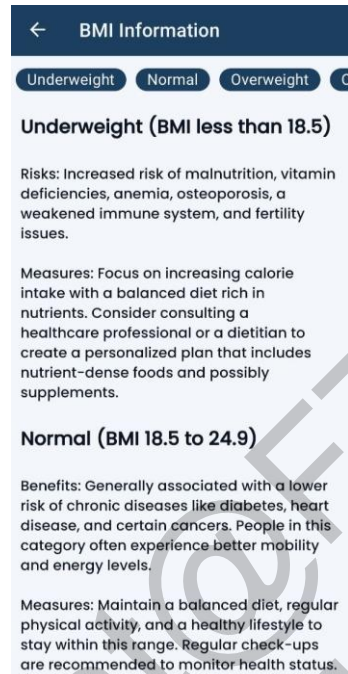 BMI Information
Underweight Normal Overweight
Underweight (BMI less than 18.5)
Risks: Increased risk of malnutrition, vitamin
deficiencies, anemia, osteoporosis, a
weakened immune system, and fertility
issues.
Measures: Focus on increasing calorie
intake with a balanced diet rich in
nutrients. Consider consulting a
healthcare professional or a dietitian to
create a personalized plan that includes
nutrient-dense foods and possibly
supplements.
Normal (BMI 18.5 to 24.9)
Benefits: Generally associated with a lower
risk of chronic diseases like diabetes, heart
disease, and certain cancers. People in this
category often experience better mobility
and energy levels.
Measures: Maintain a balanced diet, regular
physical activity, and a healthy lifestyle to
stay within this range. Regular check-ups
are recommended to monitor health status.